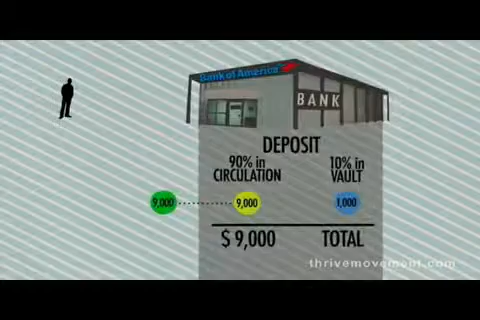 Bank of America
BANK
DEPOSIT
90% in
CIRCULATION
10% in
VAULT
9,000
9,000
1,000
$ 9,000 TOTAL
thrivemovement.com